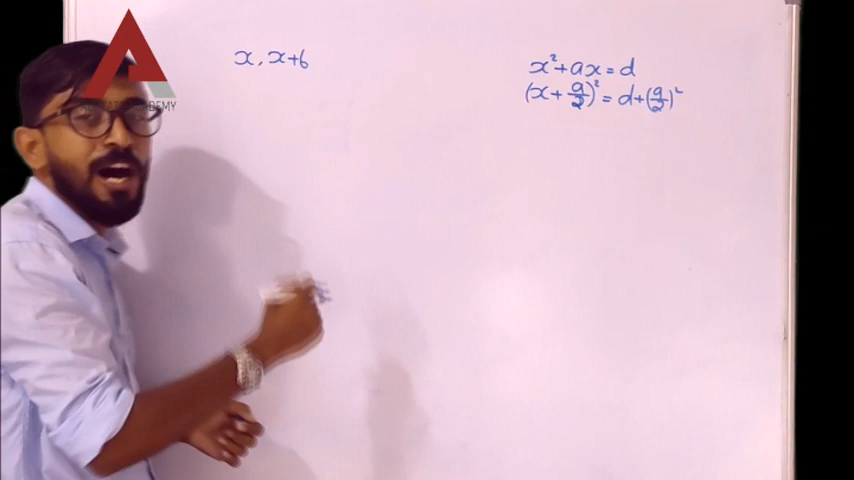 x, x+6
x²+ax=d
(x+a/2)²=d+(a/2)²